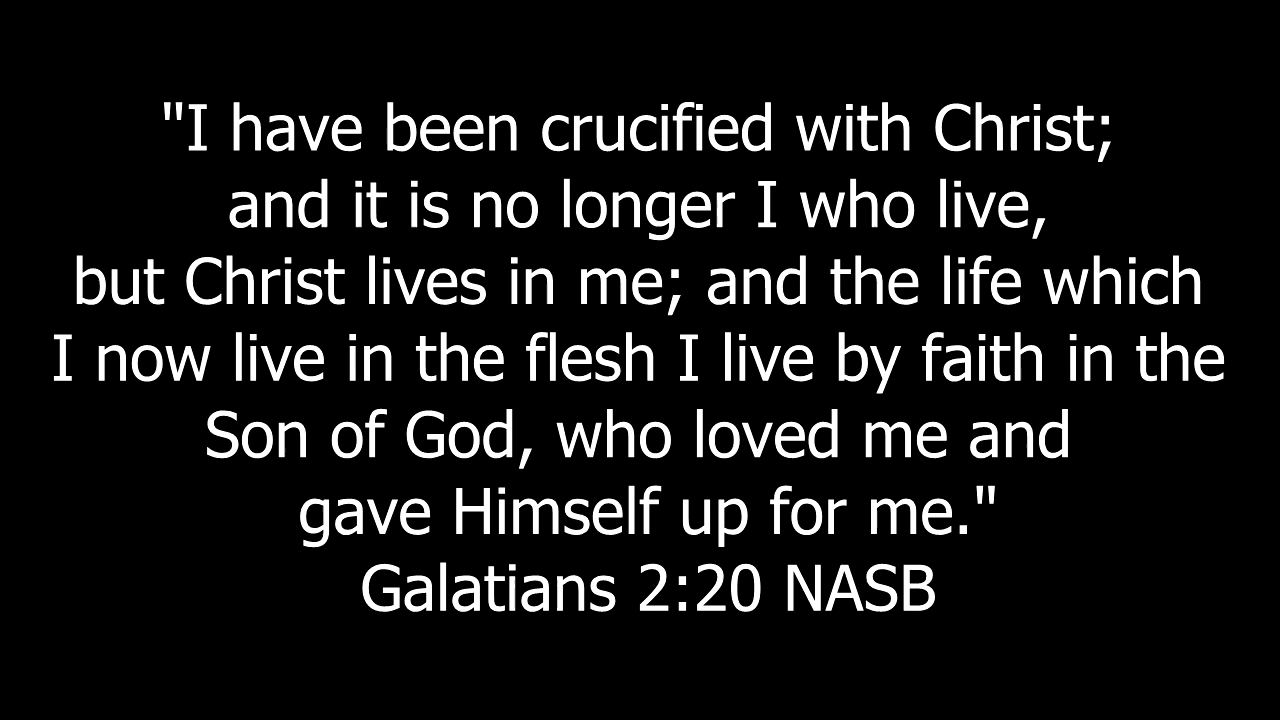 "I have been crucified with Christ;
and it is no longer I who live,
but Christ lives in me; and the life which
I now live in the flesh I live by faith in the
Son of God, who loved me and
gave Himself up for me."
Galatians 2:20 NASB